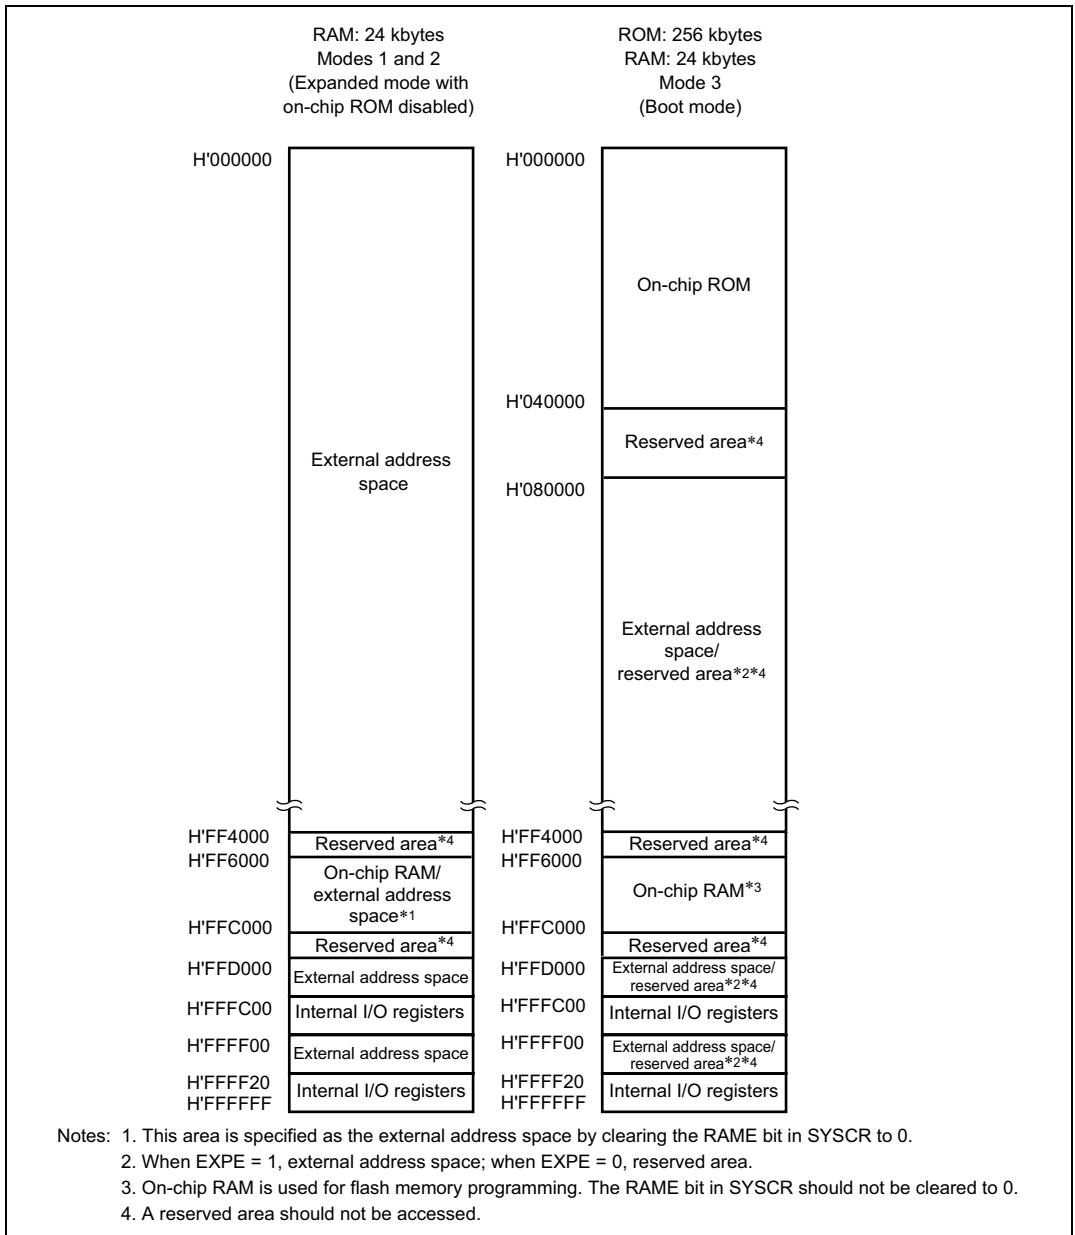 RAM: 24 kbytes
Modes 1 and 2
(Expanded mode with
on-chip ROM disabled)
H'000000
External address
space
H'FF4000
Reserved area*4
H'FF6000
On-chip RAM/
external address
space*1
H'FFC000
Reserved area*4
H'FFD000
External address space
H'FFFC00
Internal I/O registers
H'FFFF00
External address space
H'FFFF20
Internal I/O registers
H'FFFFFF
ROM: 256 kbytes
RAM: 24 kbytes
Mode 3
(Boot mode)
H'000000
On-chip ROM
H'040000
Reserved area*4
H'080000
External address
space/
reserved area*2*4
H'FF4000
Reserved area*4
H'FF6000
On-chip RAM*3
H'FFC000
Reserved area*4
H'FFD000
External address space/
reserved area*2*4
H'FFFC00
Internal I/O registers
H'FFFF00
External address space/
reserved area*2*4
H'FFFF20
Internal I/O registers
H'FFFFFF
Notes: 1. This area is specified as the external address space by clearing the RAME bit in SYSCR to 0.
2. When EXPE = 1, external address space; when EXPE = 0, reserved area.
3. On-chip RAM is used for flash memory programming. The RAME bit in SYSCR should not be cleared to 0.
4. A reserved area should not be accessed.